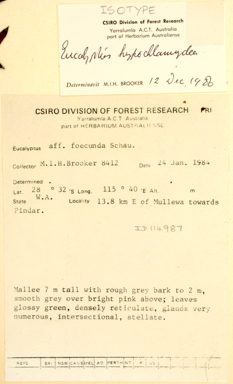 ISOTYPE
CSIRO Division of Forest Research
Yarralumla A.C.T. Australia
part of Herbarium Australiense
Eucalyptus hypochlamydea
Determinavit M.I.H. BROOKER 12 Dec. 1986
CSIRO DIVISION OF FOREST RESEARCH FRI
Yarralumla A.C.T. Australia
part of HERBARIUM AUSTRALIENSE
Eucalyptus aff. foecunda Schau.
Collector M.I.H.Brooker 8412 Date 24 Jan. 1984
Determined
Lat. 28 ° 32 'S Long. 115 ° 40 'E Alt. m
State W.A. Locality 13.8 km E of Mullewa towards
Pindar.
ID114987
Mallee 7 m tall with rough grey bark to 2 m,
smooth grey over bright pink above; leaves
glossy green, densely reticulate, glands very
numerous, intersectional, stellate.
NOTE